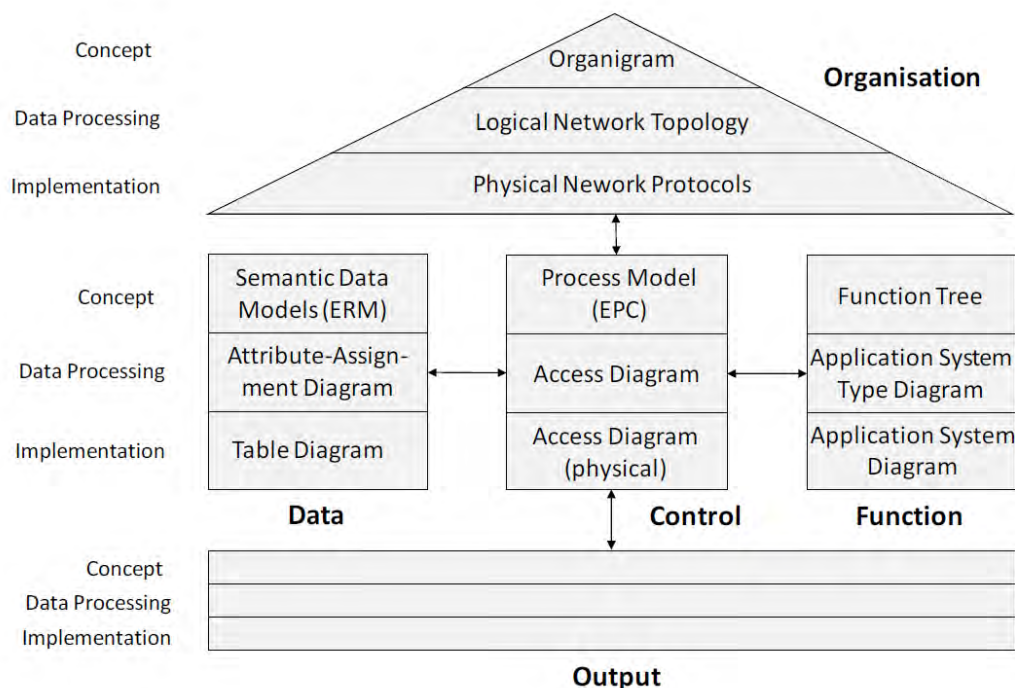 Concept
Organigram
Organisation
Data Processing
Logical Network Topology
Implementation
Physical Nework Protocols
Concept
Semantic Data
Models (ERM)
Process Model
(EPC)
Function Tree
Data Processing
Attribute-Assign-
ment Diagram
Access Diagram
Application System
Type Diagram
Implementation
Table Diagram
Access Diagram
(physical)
Application System
Diagram
Data
Control
Function
Concept
Data Processing
Implementation
Output